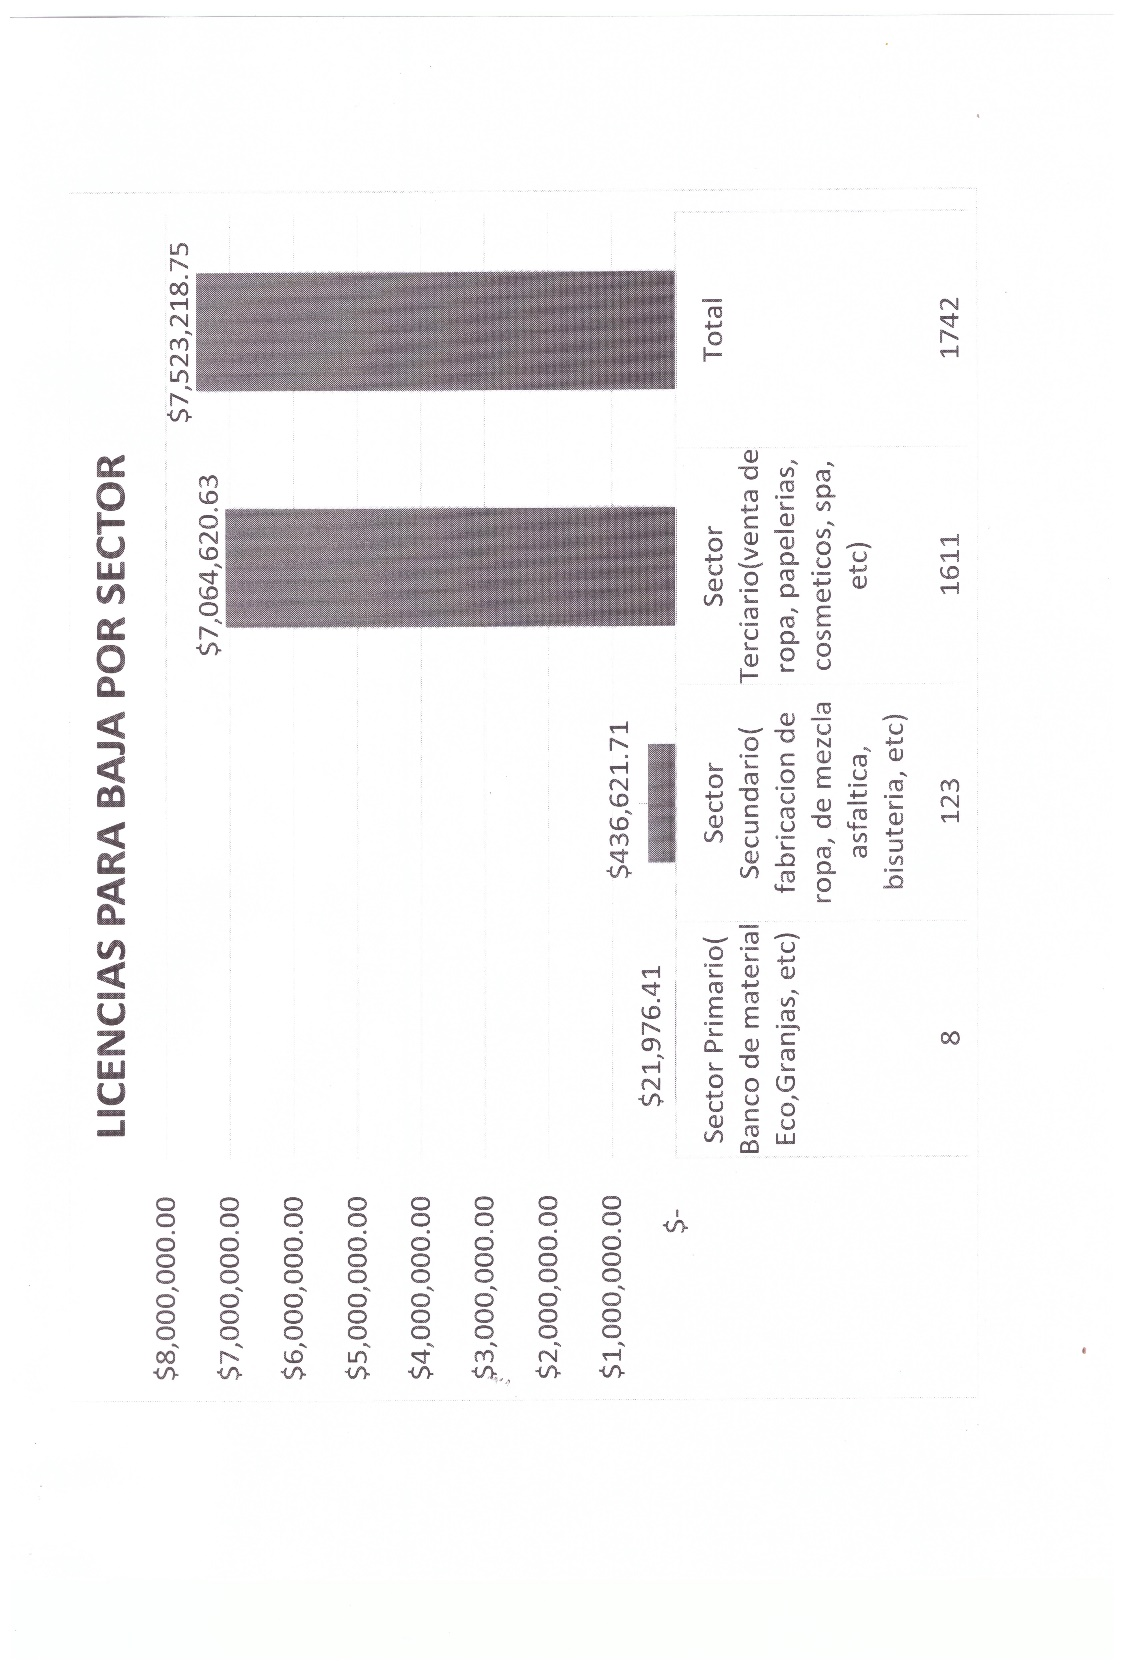 LICENCIAS PARA BAJA POR SECTOR
$8,000,000.00
$7,000,000.00
$6,000,000.00
$5,000,000.00
$4,000,000.00
$3,000,000.00
$2,000,000.00
$1,000,000.00
$-
$21,976.41
$436,621.71
$7,064,620.63
$7,523,218.75
Sector Primario(
Banco de material
Eco,Granjas, etc)
8
Sector
Secundario(
fabricacion de
ropa, de mezcla
asfaltica,
bisuteria, etc)
123
Sector
Terciario(venta de
ropa, papelerias,
cosmeticos, spa,
etc)
1611
Total
1742